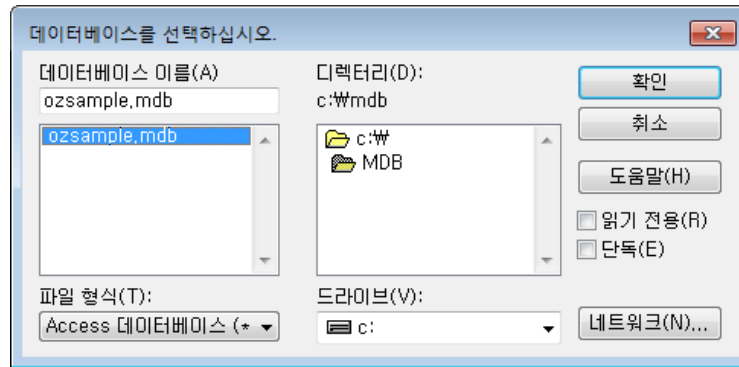 데이터베이스를 선택하십시오.
데이터베이스 이름(A)
ozsample,mdb
ozsample,mdb
파일 형식(T):
Access 데이터베이스 (*
디렉터리(D):
c:₩mdb
c:₩
MDB
드라이브(V):
c:
확인
취소
도움말(H)
읽기 전용(R)
단독(E)
네트워크(N)...